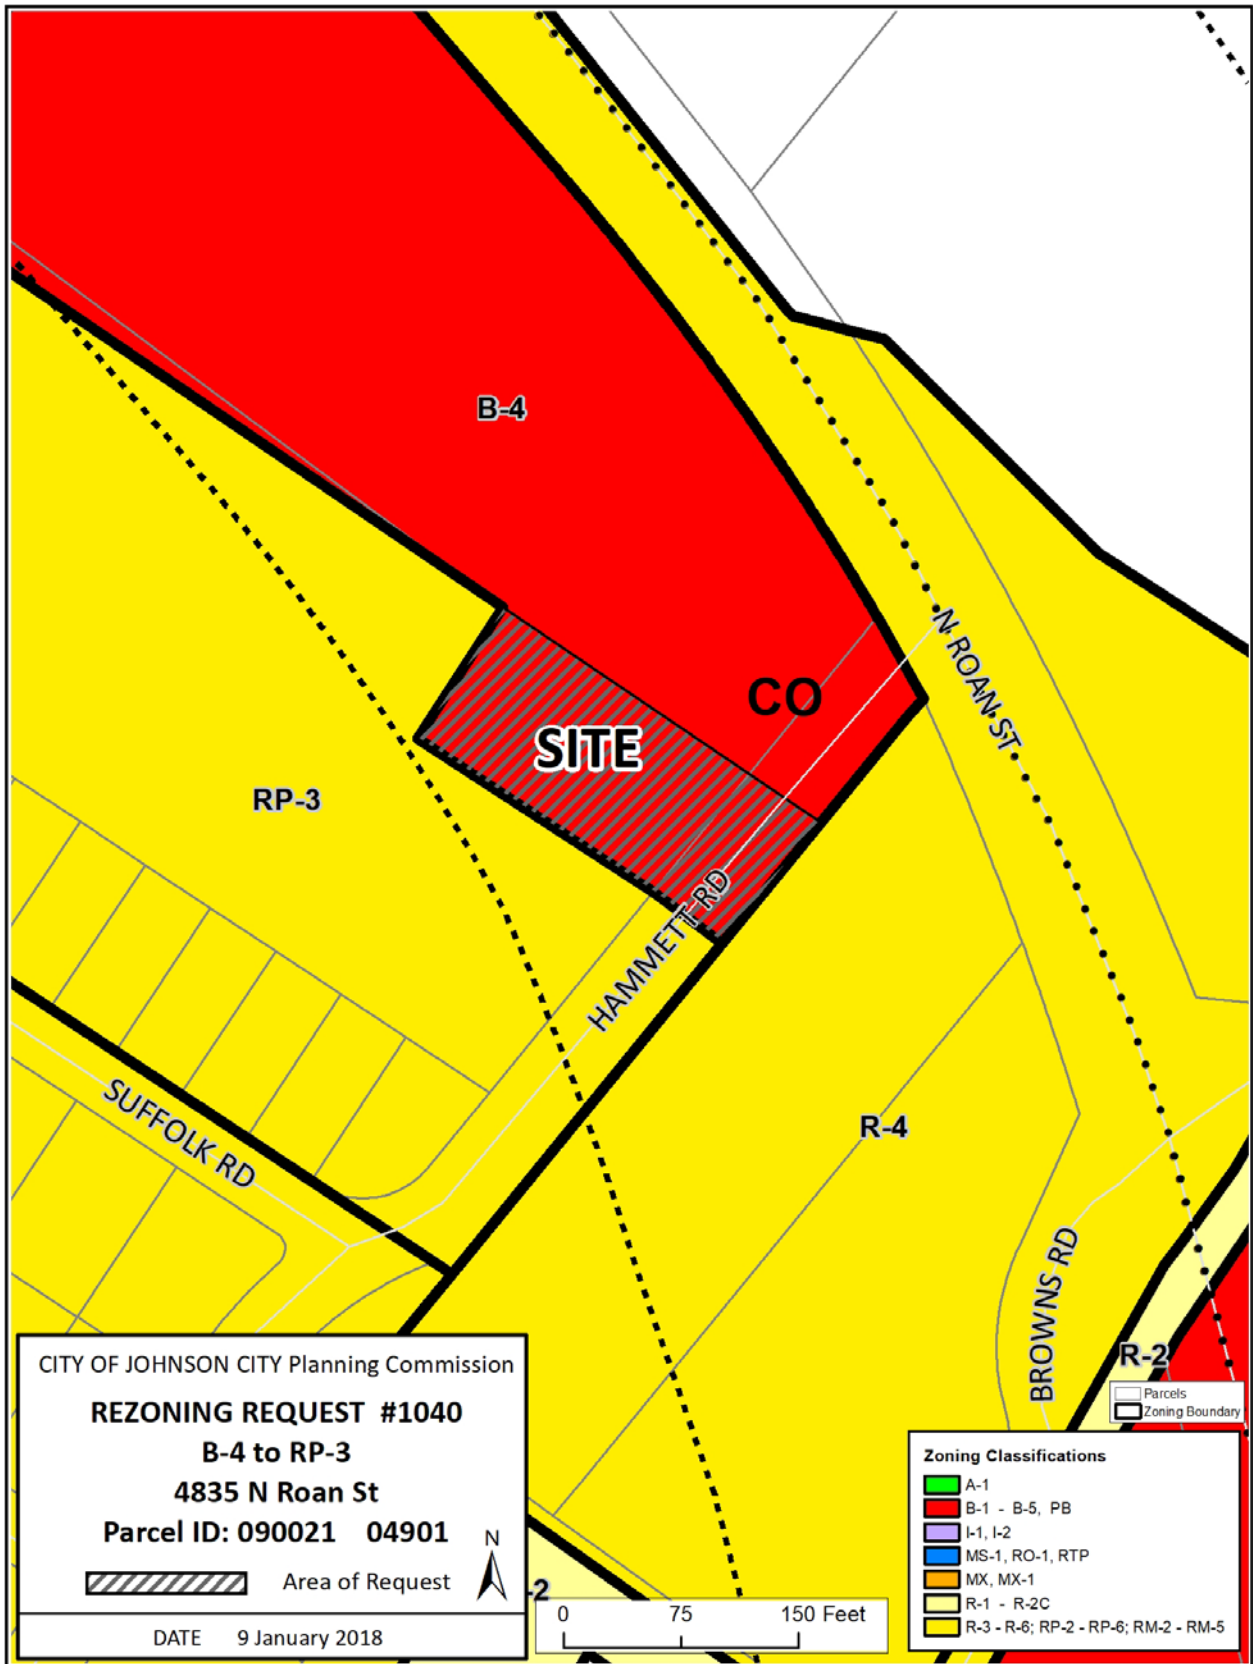 B-4
CO
N ROAN ST
SITE
RP-3
HAMMETT RD
SUFFOLK RD
R-4
BROWNS RD
R-2
-2
CITY OF JOHNSON CITY Planning Commission
REZONING REQUEST #1040
B-4 to RP-3
4835 N Roan St
Parcel ID: 090021 04901
N
Area of Request
DATE 9 January 2018
0 75 150 Feet
Parcels
Zoning Boundary
Zoning Classifications
A-1
B-1 - B-5, PB
I-1, I-2
MS-1, RO-1, RTP
MX, MX-1
R-1 - R-2C
R-3 - R-6; RP-2 - RP-6; RM-2 - RM-5